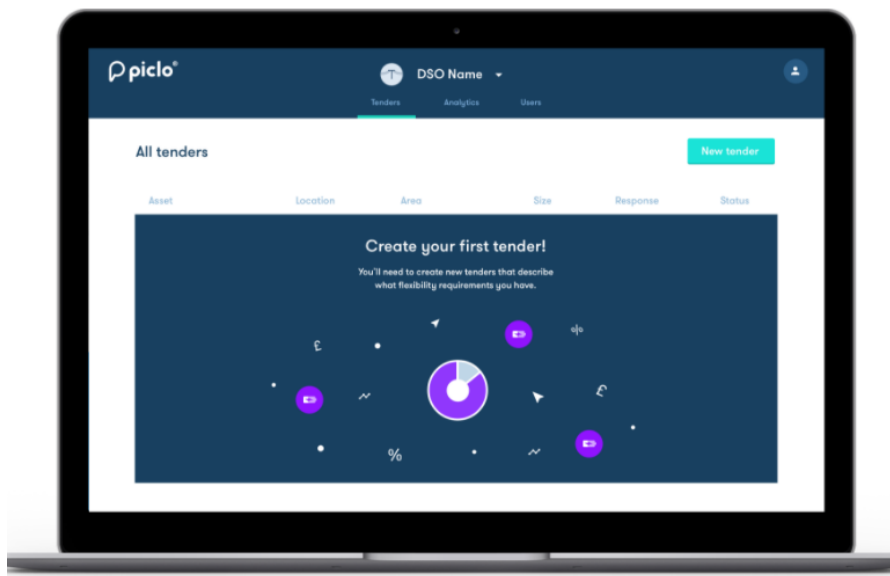 piclo®
DSO Name
Tenders Analytics Users
All tenders
New tender
Asset Location Area Size Response Status
Create your first tender!
You'll need to create new tenders that describe
what flexibility requirements you have.
£
£
%